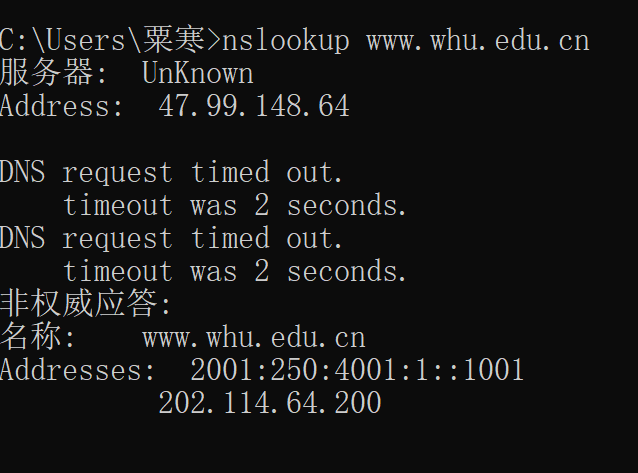 C:\Users\粟寒>nslookup www.whu.edu.cn
服务器:  UnKnown
Address:  47.99.148.64

DNS request timed out.
    timeout was 2 seconds.
DNS request timed out.
    timeout was 2 seconds.
非权威应答:
名称:    www.whu.edu.cn
Addresses:  2001:250:4001:1::1001
          202.114.64.200